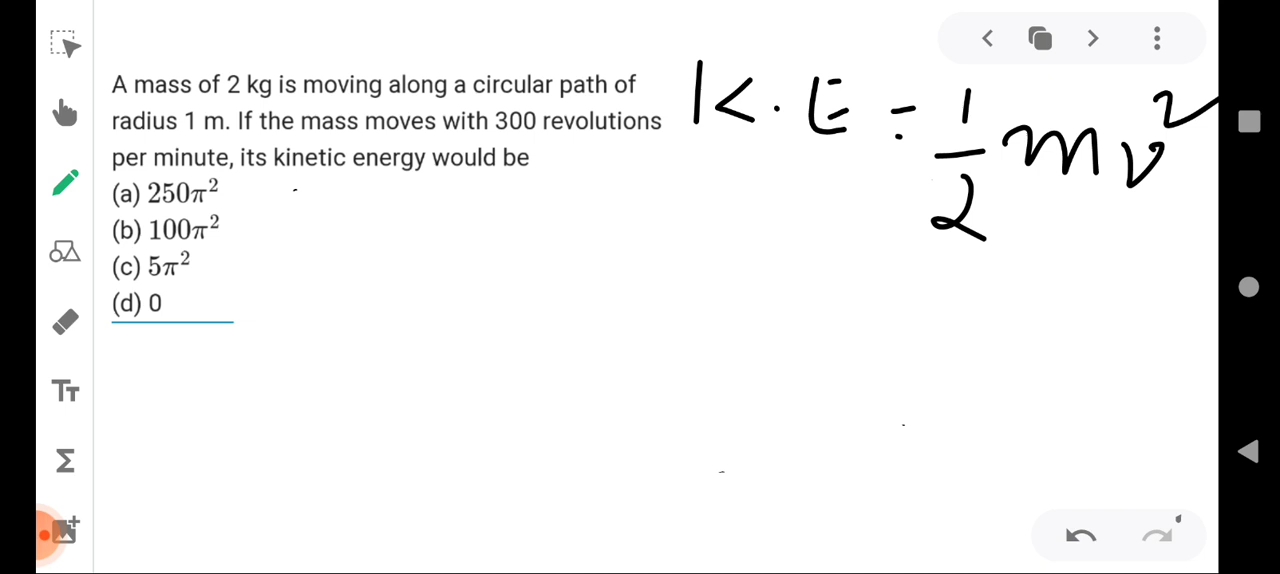 A mass of 2 kg is moving along a circular path of
radius 1 m. If the mass moves with 300 revolutions
per minute, its kinetic energy would be
(a) 250π²
(b) 100π²
(c) 5π²
(d) 0
K.E = 1/2 mv²
Tт
Σ